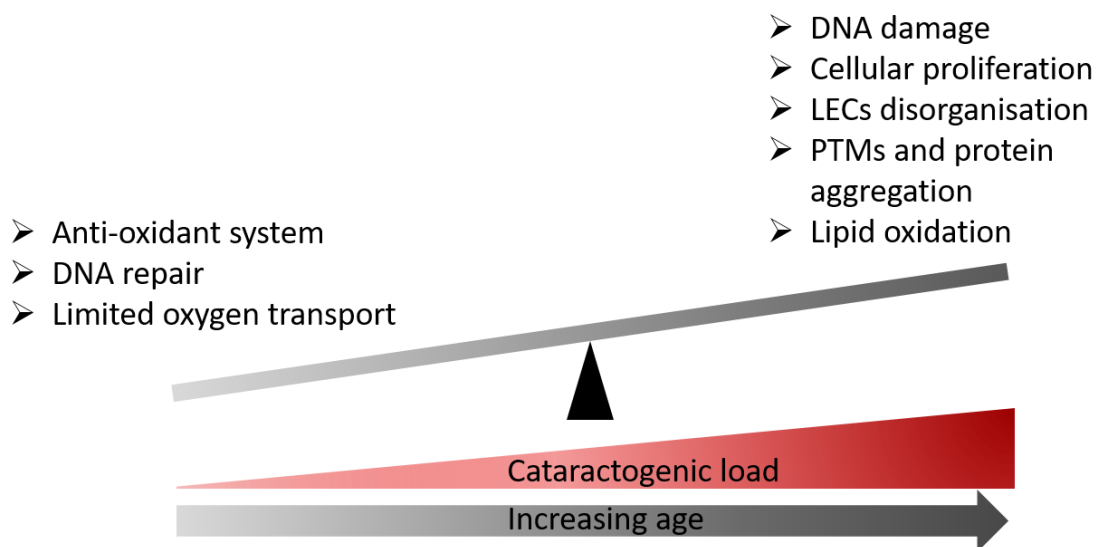 ➢ DNA damage
➢ Cellular proliferation
➢ LECs disorganisation
➢ PTMs and protein
aggregation
➢ Lipid oxidation
➢ Anti-oxidant system
➢ DNA repair
➢ Limited oxygen transport
Cataractogenic load
Increasing age